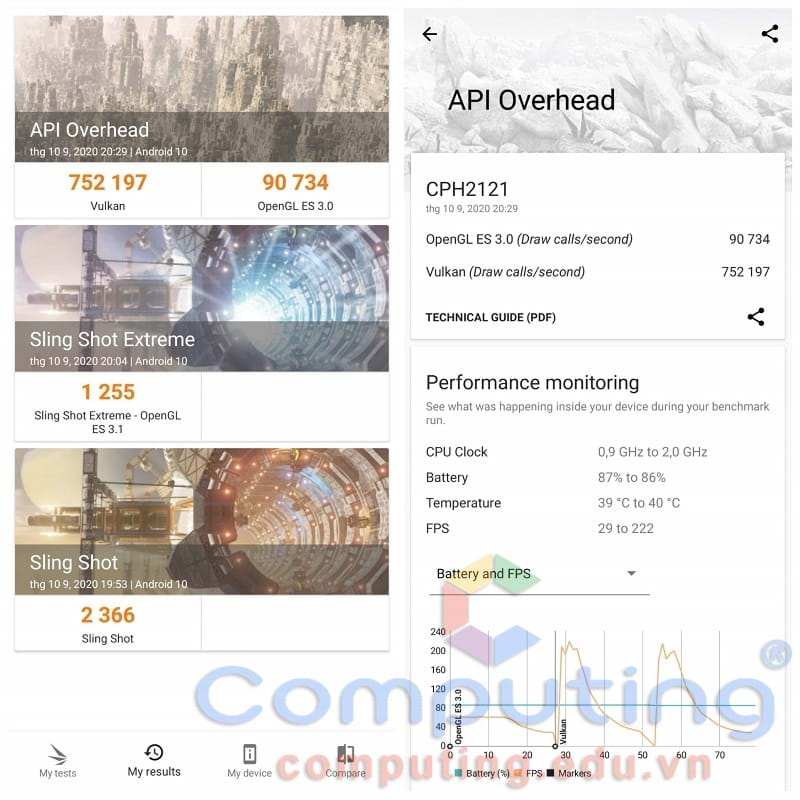 API Overhead
thg 10 9, 2020 20:29 | Android 10
752 197
Vulkan
90 734
OpenGL ES 3.0
Sling Shot Extreme
thg 10 9, 2020 20:04 | Android 10
1 255
Sling Shot Extreme - OpenGL
ES 3.1
Sling Shot
thg 10 9, 2020 19:53 | Android 10
2 366
Sling Shot
My tests
My results
My device
Compare
API Overhead
CPH2121
thg 10 9, 2020 20:29
OpenGL ES 3.0 (Draw calls/second) 90 734
Vulkan (Draw calls/second) 752 197
TECHNICAL GUIDE (PDF)
Performance monitoring
See what was happening inside your device during your benchmark
run.
CPU Clock 0,9 GHz to 2,0 GHz
Battery 87% to 86%
Temperature 39 °C to 40 °C
FPS 29 to 222
Battery and FPS
240
200
160
120
80
40
0
OpenGL ES 3.0
Vulkan
0 10 20 30 40 50 60 70
Battery (%) FPS Markers
Computing®
computing.edu.vn